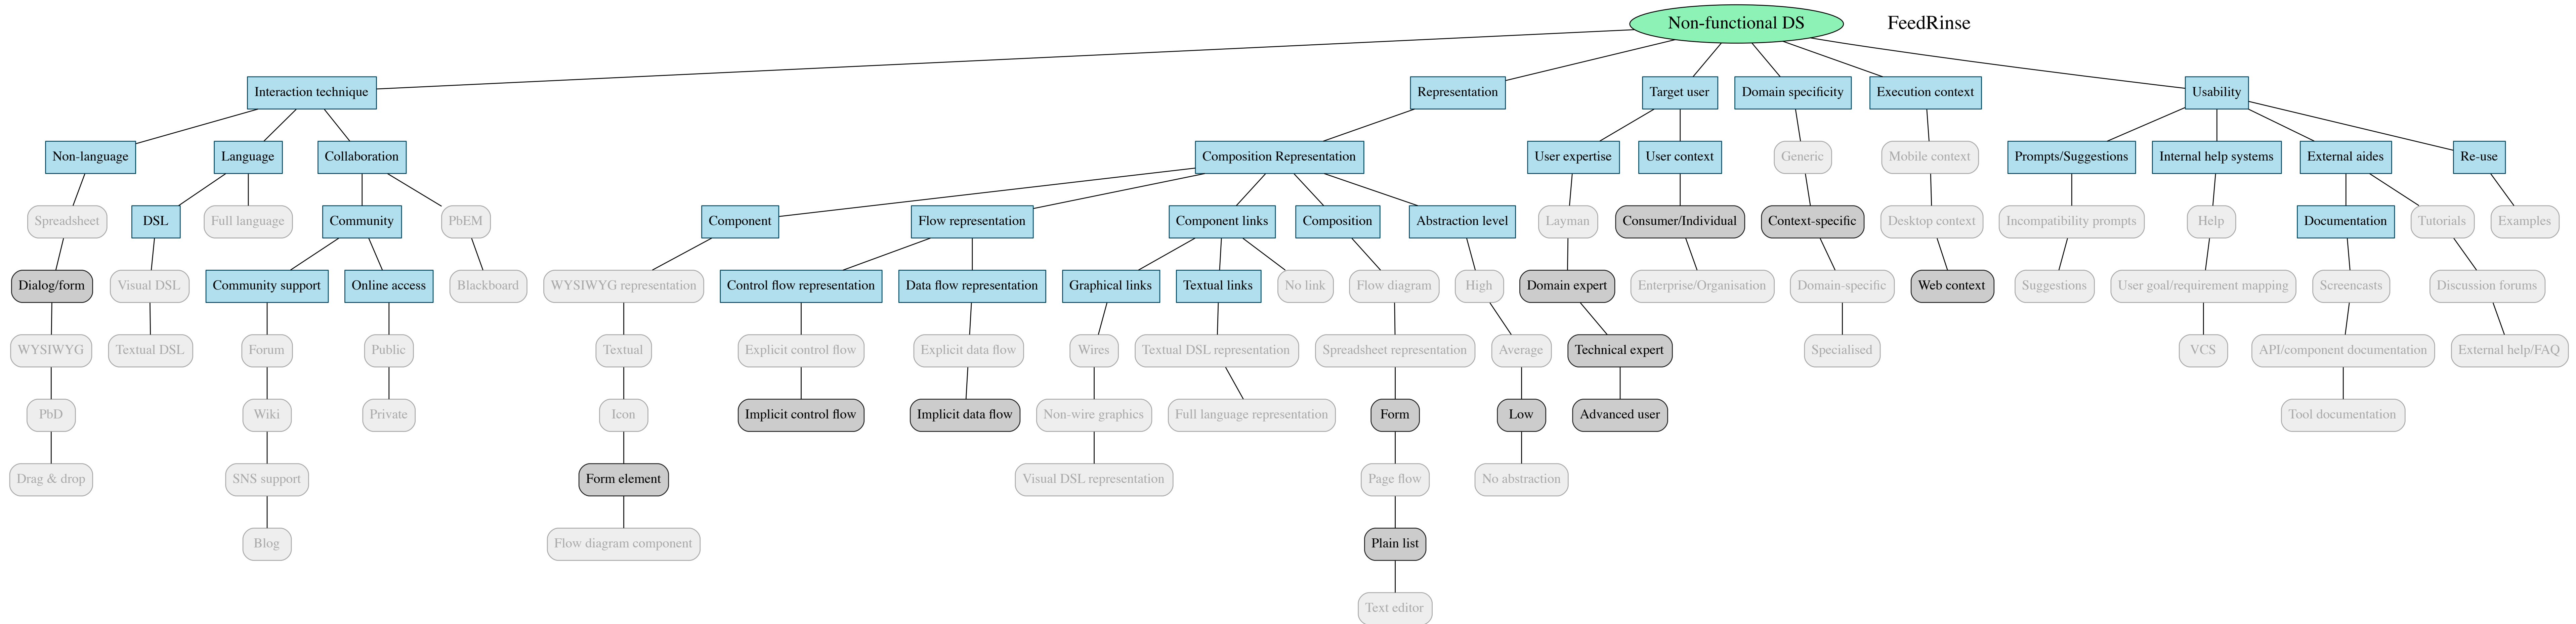 Non-functional DS
FeedRinse
Interaction technique
Representation
Target user
Domain specificity
Execution context
Usability
Non-language
Language
Collaboration
Composition Representation
User expertise
User context
Generic
Mobile context
Prompts/Suggestions
Internal help systems
External aides
Re-use
Spreadsheet
DSL
Full language
Community
PbEM
Component
Flow representation
Component links
Composition
Abstraction level
Layman
Consumer/Individual
Context-specific
Desktop context
Incompatibility prompts
Help
Documentation
Tutorials
Examples
Dialog/form
Visual DSL
Community support
Online access
Blackboard
WYSIWYG representation
Control flow representation
Data flow representation
Graphical links
Textual links
No link
Flow diagram
High
Domain expert
Enterprise/Organisation
Domain-specific
Web context
Suggestions
User goal/requirement mapping
Screencasts
Discussion forums
WYSIWYG
Textual DSL
Forum
Public
Textual
Explicit control flow
Explicit data flow
Wires
Textual DSL representation
Spreadsheet representation
Average
Technical expert
Specialised
VCS
API/component documentation
External help/FAQ
PbD
Wiki
Private
Icon
Implicit control flow
Implicit data flow
Non-wire graphics
Full language representation
Form
Low
Advanced user
Tool documentation
Drag & drop
SNS support
Form element
Visual DSL representation
Page flow
No abstraction
Blog
Flow diagram component
Plain list
Text editor